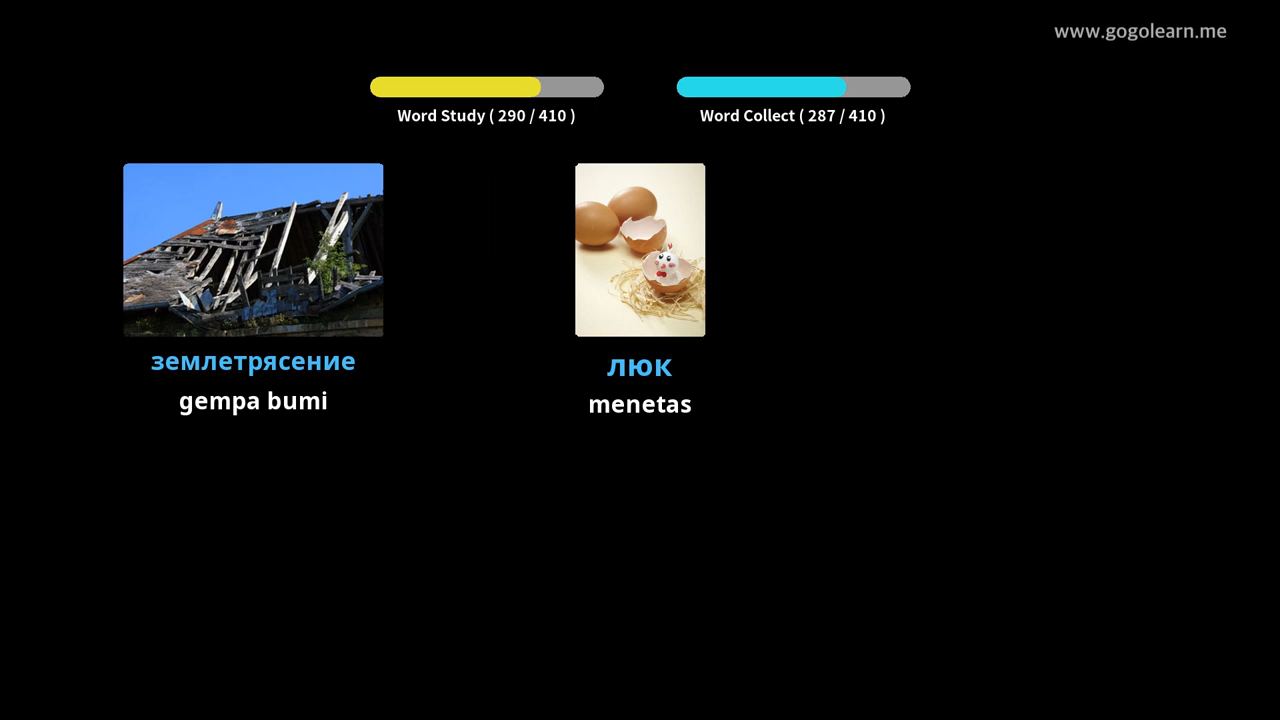 www.gogolearn.me
Word Study ( 290 / 410 )
Word Collect ( 287 / 410 )
землетрясение
gempa bumi
люк
menetas